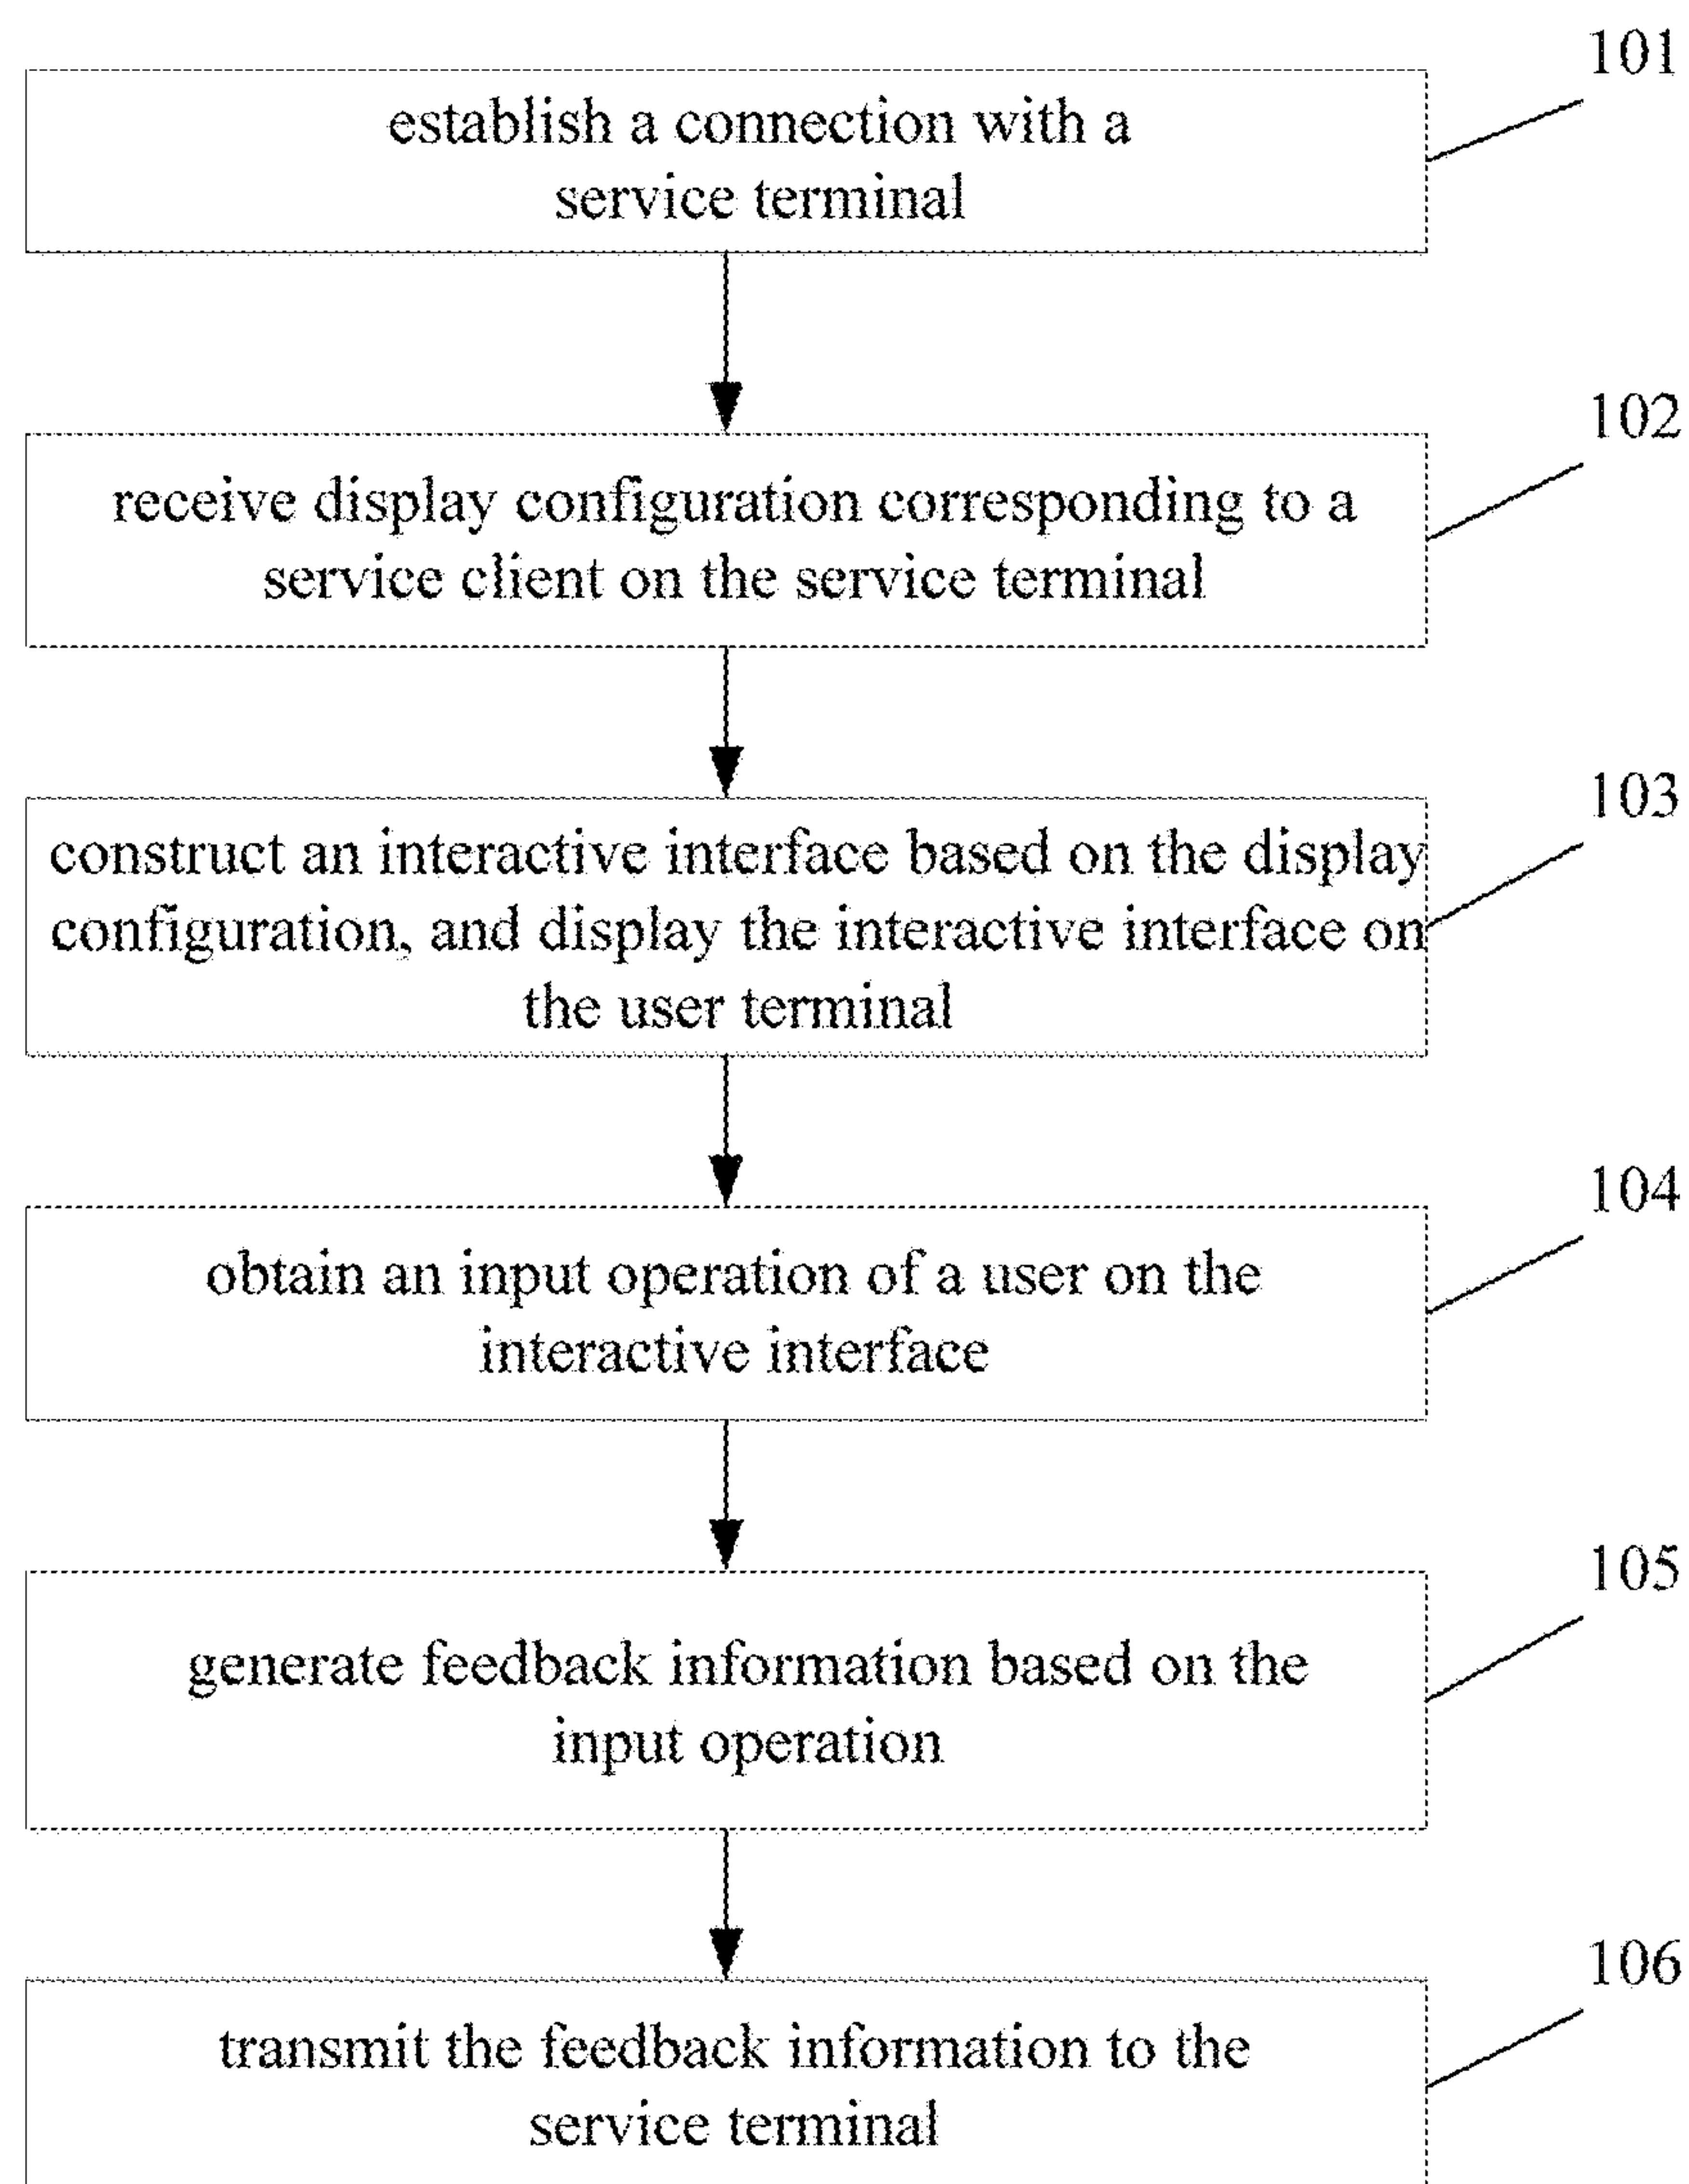 101
establish a connection with a
service terminal
102
receive display configuration corresponding to a
service client on the service terminal
103
construct an interactive interface based on the display
configuration, and display the interactive interface on
the user terminal
104
obtain an input operation of a user on the
interactive interface
105
generate feedback information based on the
input operation
106
transmit the feedback information to the
service terminal